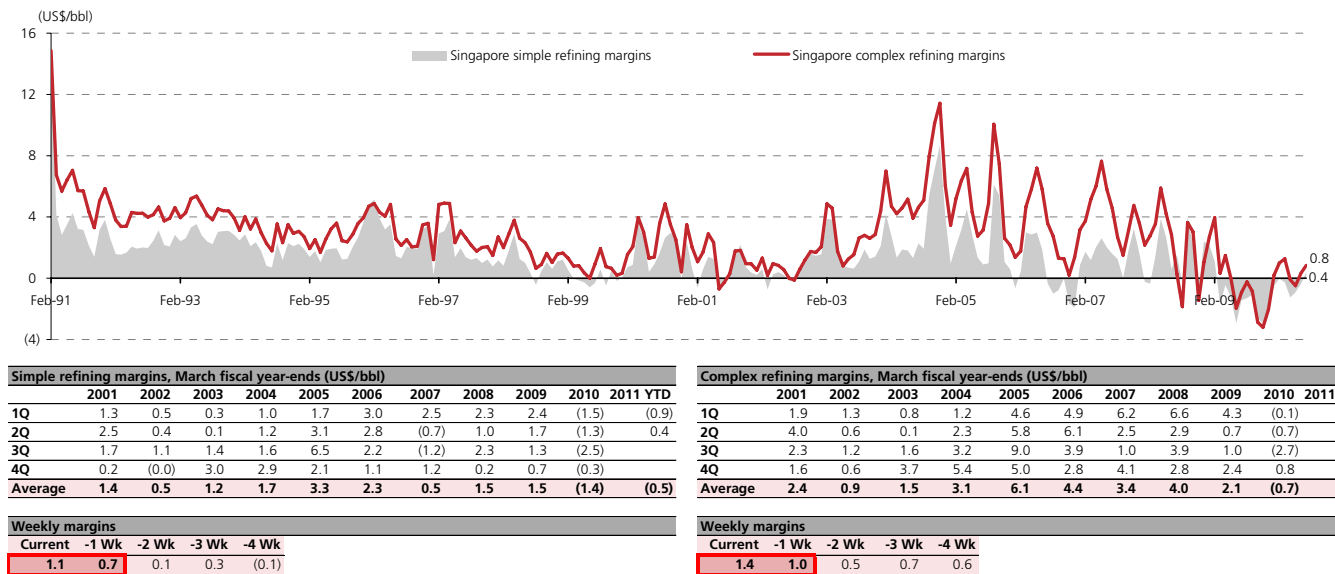 (US$/bbl)
16
Singapore simple refining margins Singapore complex refining margins
12
8
4
0.8
0
0.4
Feb-91 Feb-93 Feb-95 Feb-97 Feb-99 Feb-01 Feb-03 Feb-05 Feb-07 Feb-09
(4)
Simple refining margins, March fiscal year-ends (US$/bbl)
2001 2002 2003 2004 2005 2006 2007 2008 2009 2010 2011 YTD
1Q 1.3 0.5 0.3 1.0 1.7 3.0 2.5 2.3 2.4 (1.5) (0.9)
2Q 2.5 0.4 0.1 1.2 3.1 2.8 (0.7) 1.0 1.7 (1.3) 0.4
3Q 1.7 1.1 1.4 1.6 6.5 2.2 (1.2) 2.3 1.3 (2.5)
4Q 0.2 (0.0) 3.0 2.9 2.1 1.1 1.2 0.2 0.7 (0.3)
Average 1.4 0.5 1.2 1.7 3.3 2.3 0.5 1.5 1.5 (1.4) (0.5)
Weekly margins
Current -1 Wk -2 Wk -3 Wk -4 Wk
1.1 0.7 0.1 0.3 (0.1)
Complex refining margins, March fiscal year-ends (US$/bbl)
2001 2002 2003 2004 2005 2006 2007 2008 2009 2010 2011
1Q 1.9 1.3 0.8 1.2 4.6 4.9 6.2 6.6 4.3 (0.1)
2Q 4.0 0.6 0.1 2.3 5.8 6.1 2.5 2.9 0.7 (0.7)
3Q 2.3 1.2 1.6 3.2 9.0 3.9 1.0 3.9 1.0 (2.7)
4Q 1.6 0.6 3.7 5.4 5.0 2.8 4.1 2.8 2.4 0.8
Average 2.4 0.9 1.5 3.1 6.1 4.4 3.4 4.0 2.1 (0.7)
Weekly margins
Current -1 Wk -2 Wk -3 Wk -4 Wk
1.4 1.0 0.5 0.7 0.6